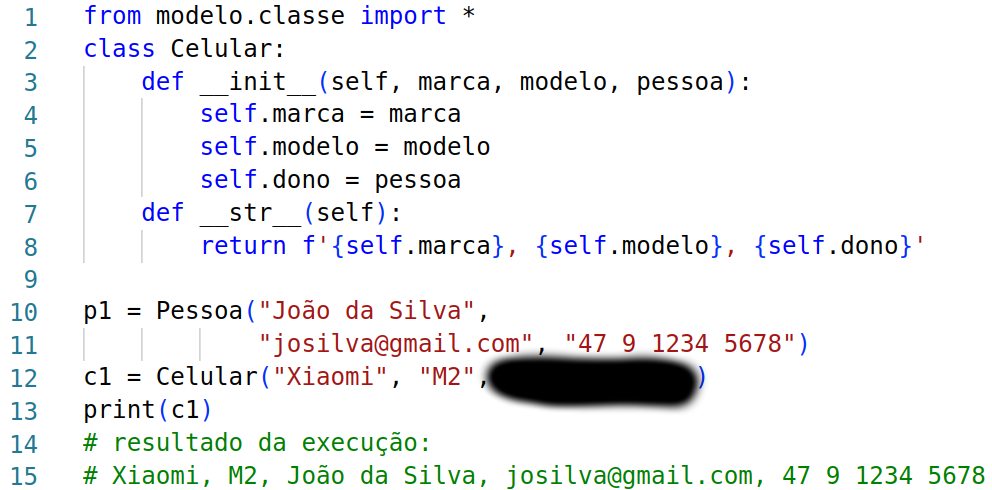 1 from modelo.classe import *
2 class Celular:
3     def __init__(self, marca, modelo, pessoa):
4         self.marca = marca
5         self.modelo = modelo
6         self.dono = pessoa
7     def __str__(self):
8         return f'{self.marca}, {self.modelo}, {self.dono}'
9
10 p1 = Pessoa("João da Silva",
11             "josilva@gmail.com", "47 9 1234 5678")
12 c1 = Celular("Xiaomi", "M2", )
13 print(c1)
14 # resultado da execução:
15 # Xiaomi, M2, João da Silva, josilva@gmail.com, 47 9 1234 5678